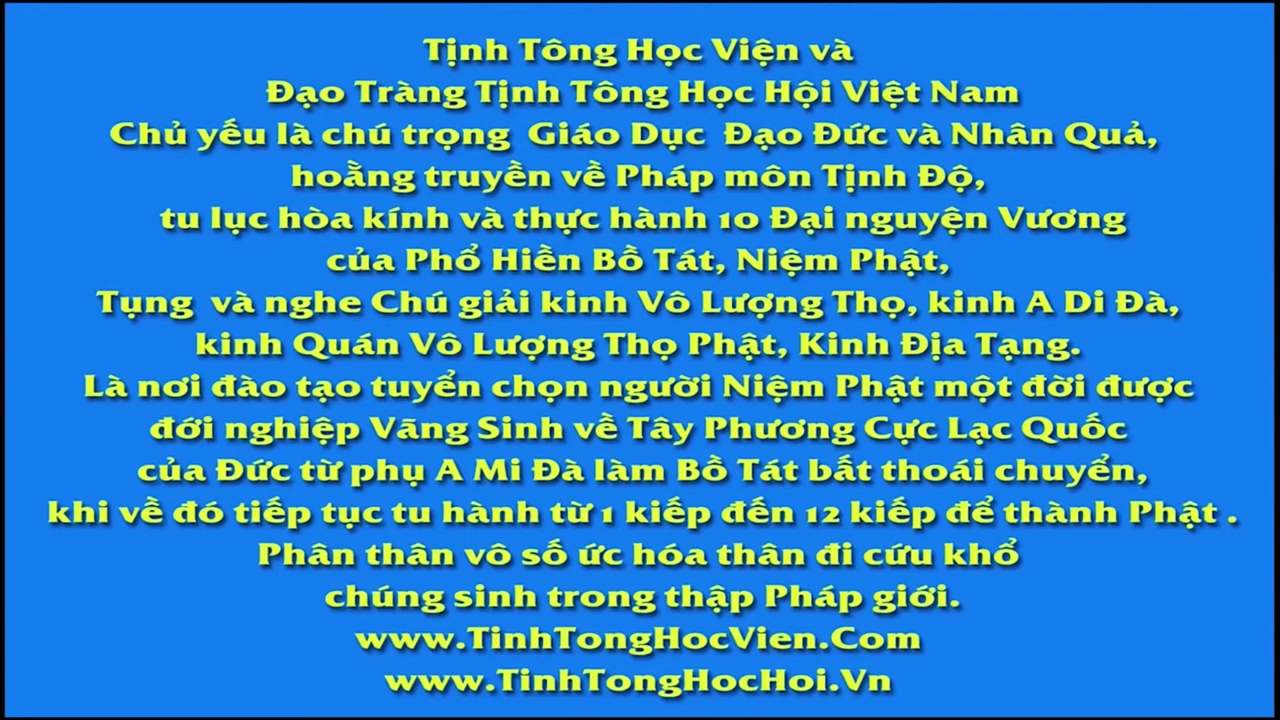 Tịnh Tông Học Viện và
Đạo Tràng Tịnh Tông Học Hội Việt Nam
Chủ yếu là chú trọng Giáo Dục Đạo Đức và Nhân Quả,
hoằng truyền về Pháp môn Tịnh Độ,
tu lục hòa kính và thực hành 10 Đại nguyện Vương
của Phổ Hiền Bồ Tát, Niệm Phật,
Tụng và nghe Chú giải kinh Vô Lượng Thọ, kinh A Di Đà,
kinh Quán Vô Lượng Thọ Phật, Kinh Địa Tạng.
Là nơi đào tạo tuyển chọn người Niệm Phật một đời được
đới nghiệp Vãng Sinh về Tây Phương Cực Lạc Quốc
của Đức từ phụ A Mi Đà làm Bồ Tát bất thoái chuyển,
khi về đó tiếp tục tu hành từ 1 kiếp đến 12 kiếp để thành Phật .
Phân thân vô số ức hóa thân đi cứu khổ
chúng sinh trong thập Pháp giới.
www.TinhTongHocVien.Com
www.TinhTongHocHoi.Vn